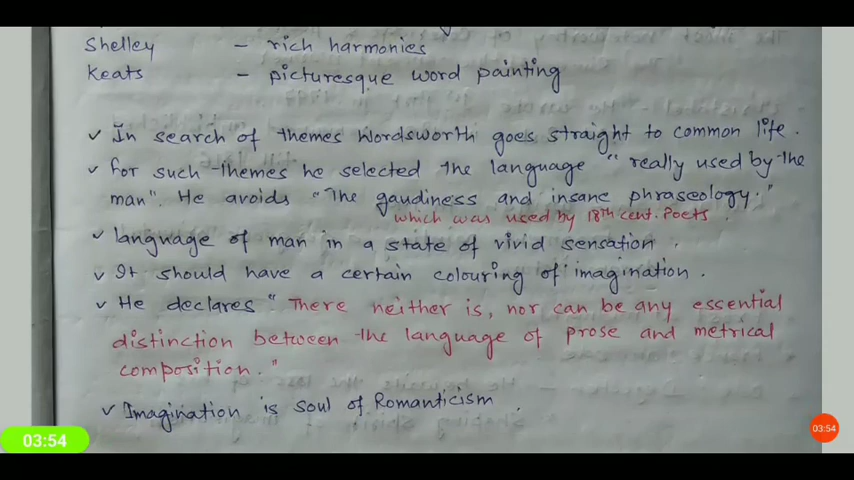 Shelley - rich harmonies
Keats - picturesque word painting
✓ In search of themes Wordsworth goes straight to common life.
✓ For such themes he selected the language "really used by the
man". He avoids "The gaudiness and insane phraseology."
which was used by 18th cent. Poets.
✓ language of man in a state of vivid sensation.
✓ It should have a certain colouring of imagination.
✓ He declares "There neither is, nor can be any essential
distinction between the language of prose and metrical
composition."
✓ Imagination is soul of Romanticism.
03:54
03:54